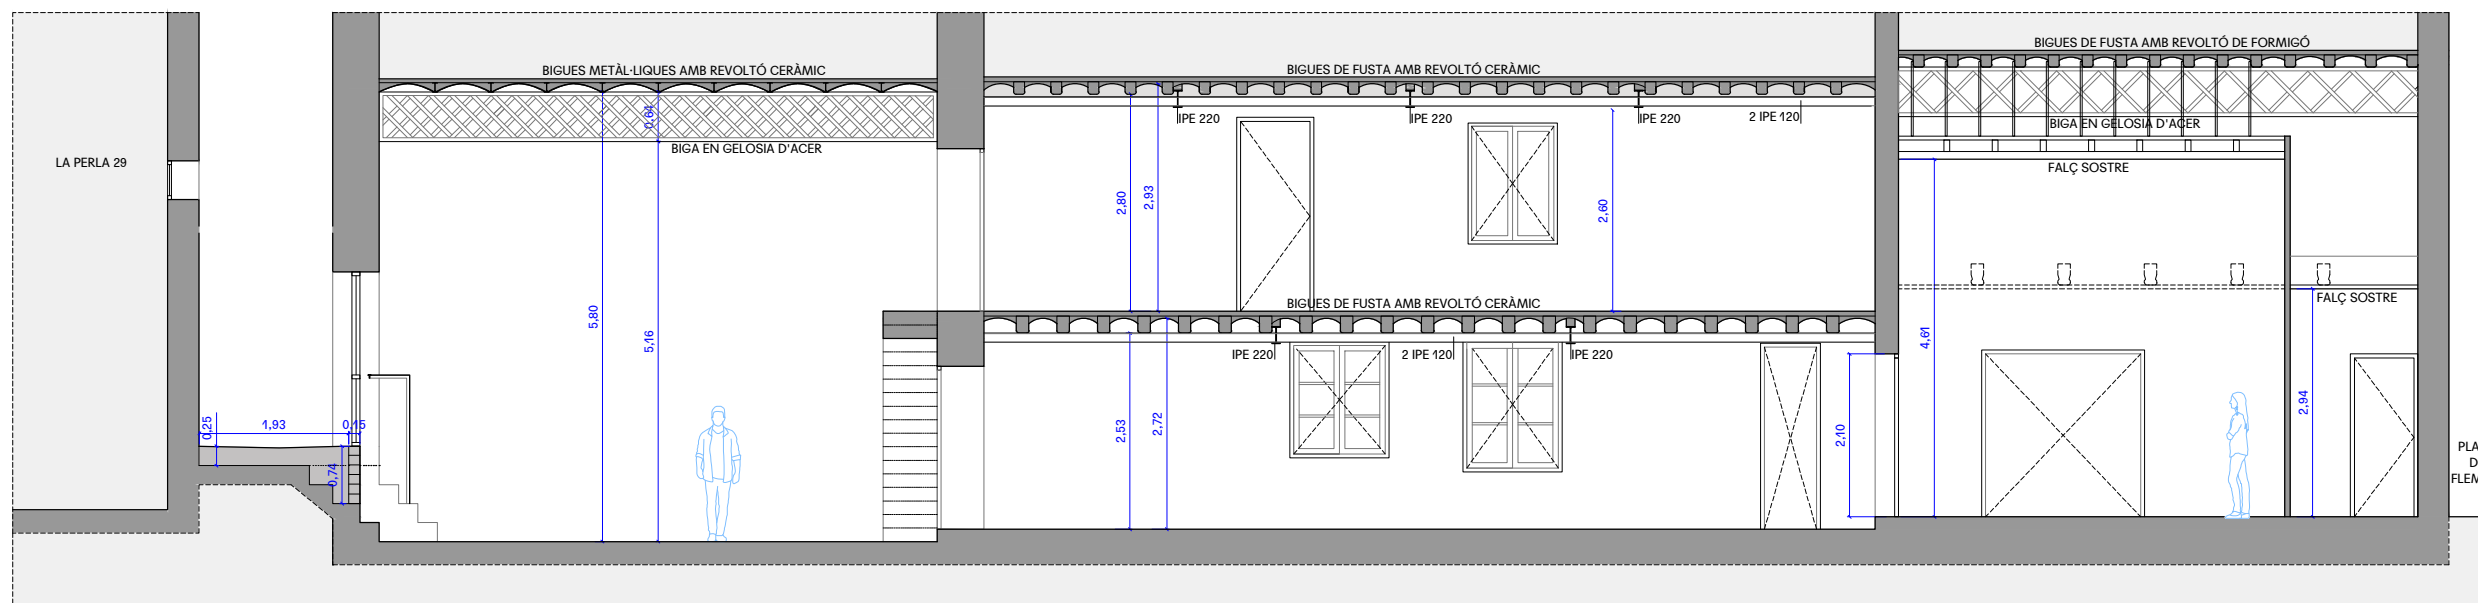 BIGUES DE FUSTA AMB REVOLTÓ DE FORMIGÓ
BIGUES METÀL·LIQUES AMB REVOLTÓ CERÀMIC
BIGUES DE FUSTA AMB REVOLTÓ CERÀMIC
0,64
IPE 220
IPE 220
IPE 220
2 IPE 120
BIGA EN GELOSIA D'ACER
BIGA EN GELOSIA D'ACER
LA PERLA 29
FALÇ SOSTRE
2,80
2,93
2,60
BIGUES DE FUSTA AMB REVOLTÓ CERÀMIC
FALÇ SOSTRE
5,80
5,16
4,61
IPE 220
2 IPE 120
IPE 220
2,94
0,25
1,93
0,15
2,53
2,72
2,10
0,74
PLA
D
FLEM